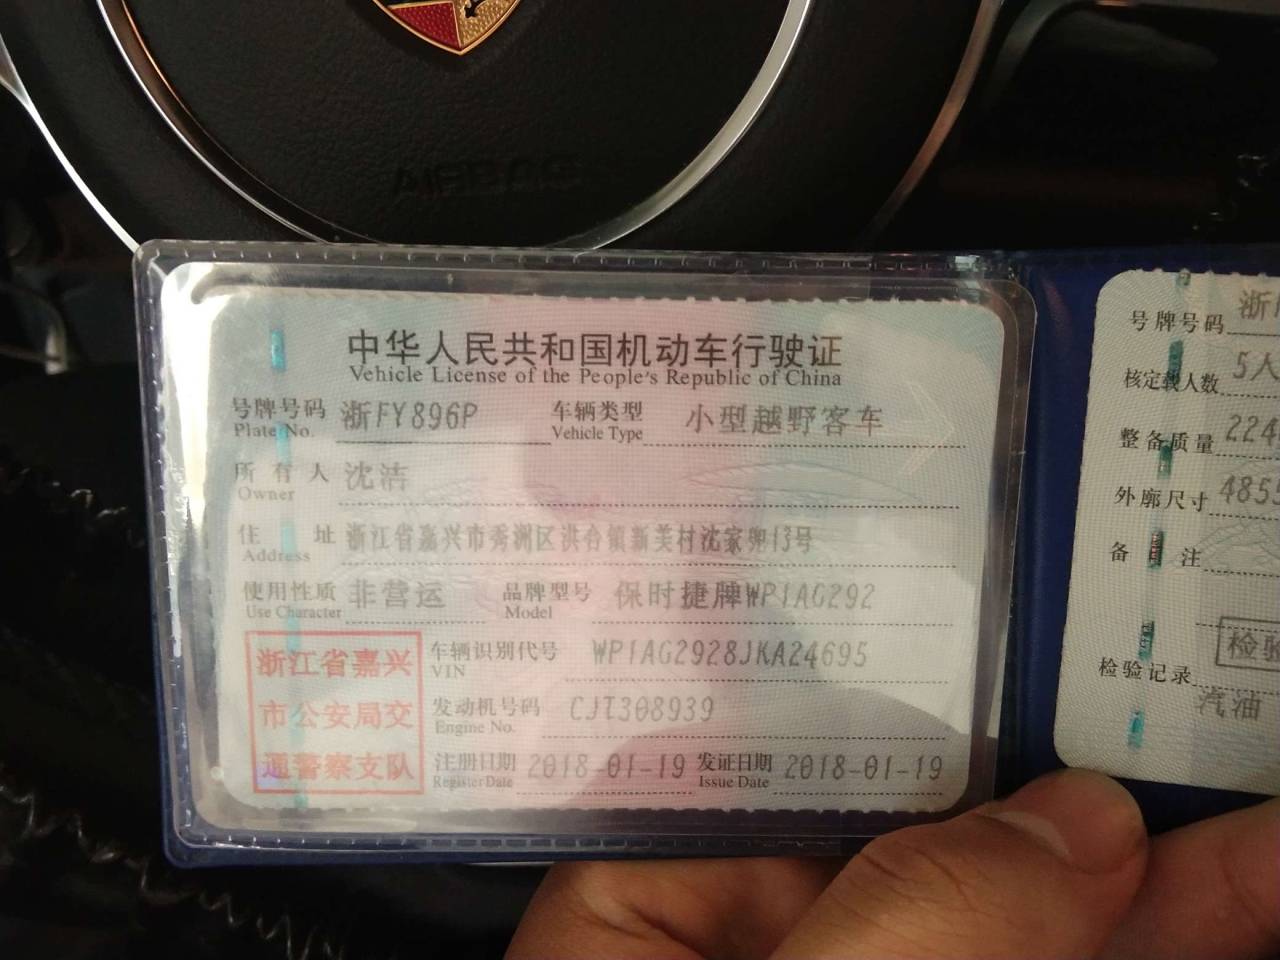 AIRBAG
中华人民共和国机动车行驶证
Vehicle License of the People's Republic of China
号牌号码 浙FY896P 车辆类型 小型越野客车
Plate No. Vehicle Type
所有人 沈洁
Owner
住址 浙江省嘉兴市秀洲区洪合镇新美村沈家兜13号
Address
使用性质 非营运 品牌型号 保时捷牌WP1AG292
Use Character Model
浙江省嘉兴
市公安局交
通警察支队
车辆识别代号 WP1AG2928JKA24695
VIN
发动机号码 CJT308939
Engine No.
注册日期 2018-01-19 发证日期 2018-01-19
Register Date Issue Date
号牌号码 浙
核定载人数 5人
整备质量 224
外廓尺寸 485
备注
检验
检验记录
汽油